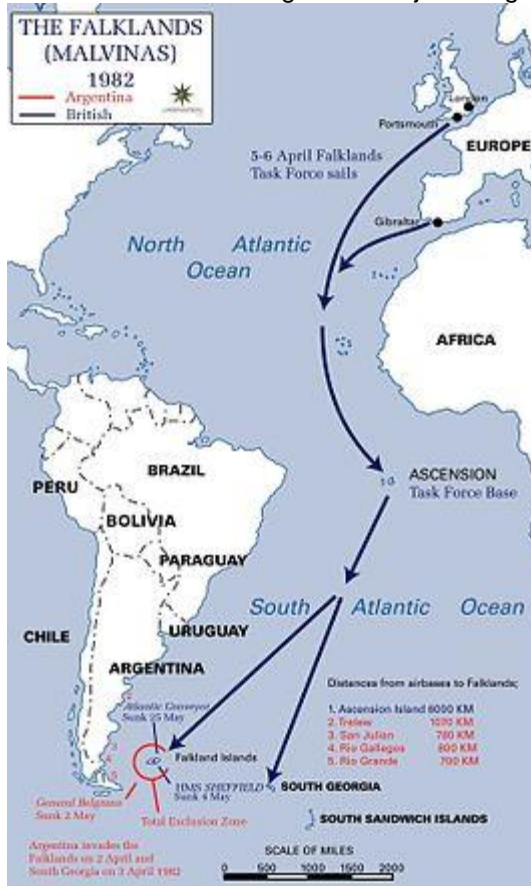 THE FALKLANDS
(MALVINAS)
1982
Argentina
British
London
Portsmouth
EUROPE
5-6 April Falklands
Task Force sails
Gibraltar
North Atlantic
Ocean
AFRICA
ASCENSION
Task Force Base
BRAZIL
PERU
BOLIVIA
PARAGUAY
South Atlantic Ocean
CHILE
URUGUAY
ARGENTINA
Distances from airbases to Falklands;
1. Ascension Island 6000 KM
2. Trelew 1070 KM
3. San Julian 780 KM
4. Rio Gallegos 800 KM
5. Rio Grande 700 KM
2
Atlantic Conveyor
Sunk 25 May
3
4
5
Falkland Islands
HMS SHEFFIELD
Sunk 4 May
SOUTH GEORGIA
General Belgrano
Sunk 2 May
Total Exclusion Zone
SOUTH SANDWICH ISLANDS
Argentina invades the
Falklands on 2 April and
South Georgia on 3 April 1982
SCALE OF MILES
0 500 1000 1500 2000